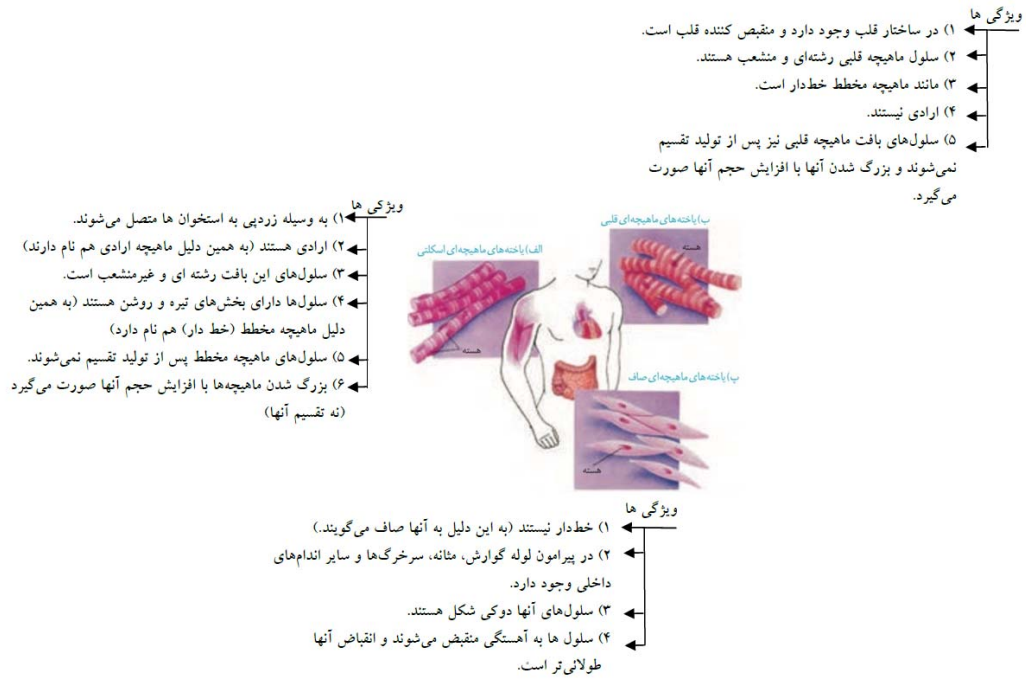 ویژگی ها
۱) در ساختار قلب وجود دارد و منقبض کننده قلب است.
۲) سلول ماهیچه قلبی رشته‌ای و منشعب هستند.
۳) مانند ماهیچه مخطط خط‌دار است.
۴) ارادی نیستند.
۵) سلول‌های بافت ماهیچه قلبی نیز پس از تولید تقسیم
نمی‌شوند و بزرگ شدن آنها با افزایش حجم آنها صورت
می‌گیرد.
ویژگی ها
۱) به وسیله زردپی به استخوان ها متصل می‌شوند.
۲) ارادی هستند (به همین دلیل ماهیچه ارادی هم نام دارند)
۳) سلول‌های این بافت رشته ای و غیرمنشعب است.
۴) سلول‌ها دارای بخش‌های تیره و روشن هستند (به همین
دلیل ماهیچه مخطط (خط دار) هم نام دارد)
۵) سلول‌های ماهیچه مخطط پس از تولید تقسیم نمی‌شوند.
۶) بزرگ شدن ماهیچه‌ها با افزایش حجم آنها صورت می‌گیرد
(نه تقسیم آنها)
ب) یاخته‌های ماهیچه‌ای قلبی
هسته
الف) یاخته‌های ماهیچه‌ای اسکلتی
هسته
پ) یاخته‌های ماهیچه‌ای صاف
هسته
ویژگی ها
۱) خط‌دار نیستند (به این دلیل به آنها صاف می‌گویند.)
۲) در پیرامون لوله گوارش، مثانه، سرخرگ‌ها و سایر اندام‌های
داخلی وجود دارد.
۳) سلول‌های آنها دوکی شکل هستند.
۴) سلول ها به آهستگی منقبض می‌شوند و انقباض آنها
طولانی‌تر است.